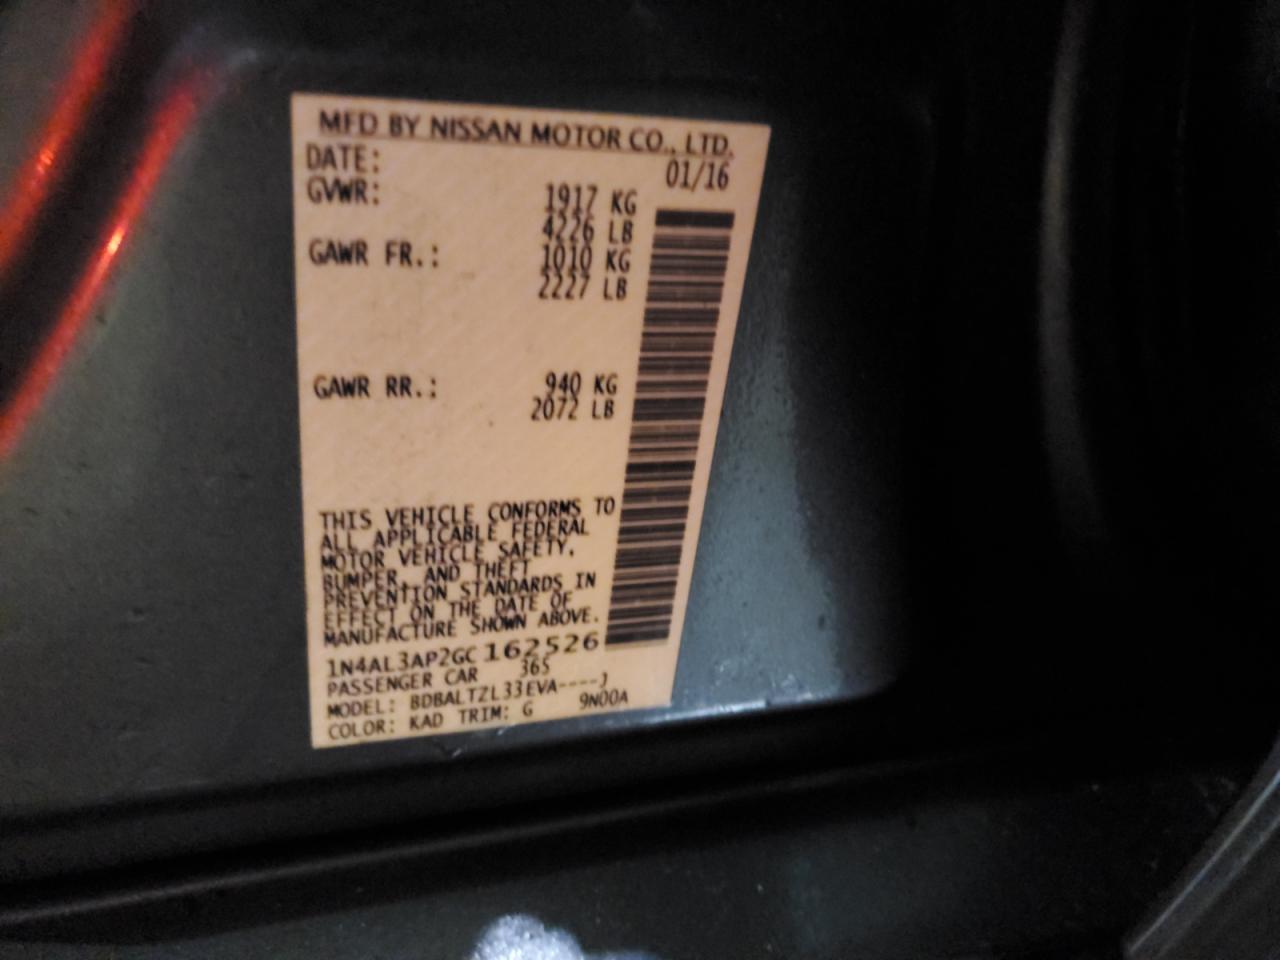 MFD BY NISSAN MOTOR CO., LTD.
DATE: 01/16
GVWR: 1917 KG
4226 LB
GAWR FR.: 1010 KG
2227 LB
GAWR RR.: 940 KG
2072 LB
THIS VEHICLE CONFORMS TO
ALL APPLICABLE FEDERAL
MOTOR VEHICLE SAFETY,
BUMPER, AND THEFT
PREVENTION STANDARDS IN
EFFECT ON THE DATE OF
MANUFACTURE SHOWN ABOVE.
1N4AL3AP2GC162526
PASSENGER CAR 365
MODEL: BDBALTZL33EVA----J
COLOR: KAD TRIM: G 9N00A